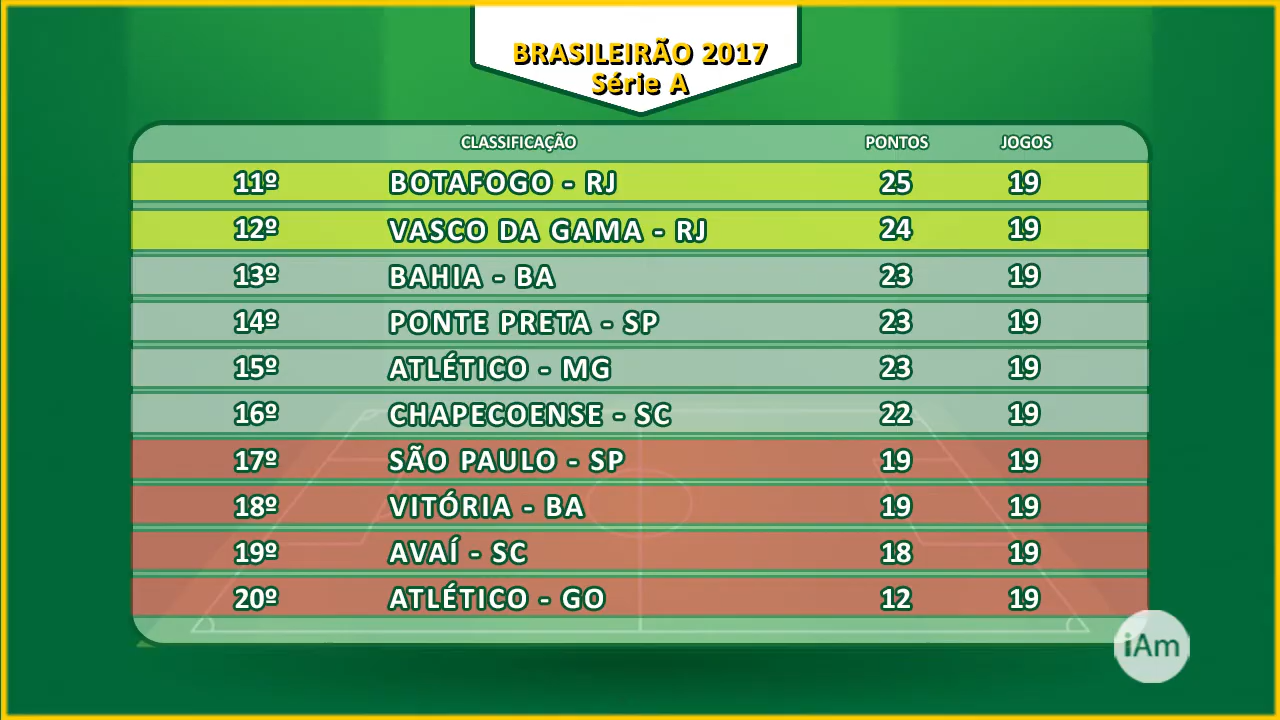 BRASILEIRÃO 2017
Série A
CLASSIFICAÇÃO PONTOS JOGOS
11º BOTAFOGO - RJ 25 19
12º VASCO DA GAMA - RJ 24 19
13º BAHIA - BA 23 19
14º PONTE PRETA - SP 23 19
15º ATLÉTICO - MG 23 19
16º CHAPECOENSE - SC 22 19
17º SÃO PAULO - SP 19 19
18º VITÓRIA - BA 19 19
19º AVAÍ - SC 18 19
20º ATLÉTICO - GO 12 19
iAm